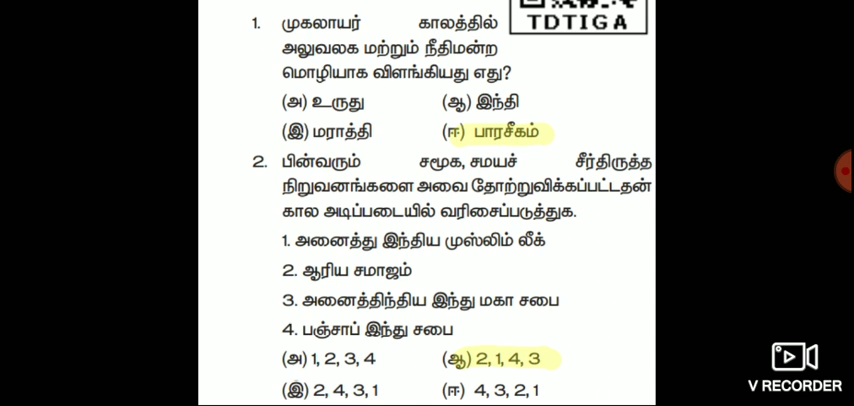 TDTIGA
1. முகலாயர் காலத்தில்
அலுவலக மற்றும் நீதிமன்ற
மொழியாக விளங்கியது எது?
(அ) உருது (ஆ) இந்தி
(இ) மராத்தி (ஈ) பாரசீகம்
2. பின்வரும் சமூக, சமயச் சீர்திருத்த
நிறுவனங்களை அவை தோற்றுவிக்கப்பட்டதன்
கால அடிப்படையில் வரிசைப்படுத்துக.
1. அனைத்து இந்திய முஸ்லிம் லீக்
2. ஆரிய சமாஜம்
3. அனைத்திந்திய இந்து மகா சபை
4. பஞ்சாப் இந்து சபை
(அ) 1, 2, 3, 4 (ஆ) 2, 1, 4, 3
(இ) 2, 4, 3, 1 (ஈ) 4, 3, 2, 1
V RECORDER